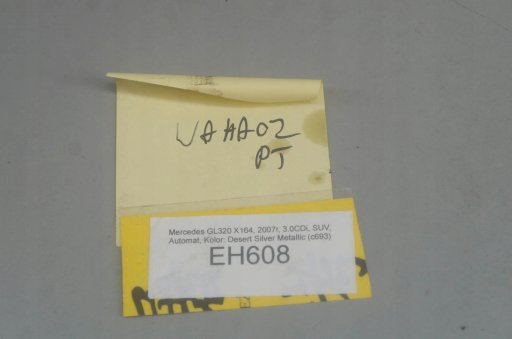 VAHA02
PT
Mercedes GL320 X164, 2007r, 3.0CDi, SUV,
Automat, Kolor: Desert Silver Metallic (c693)
EH608